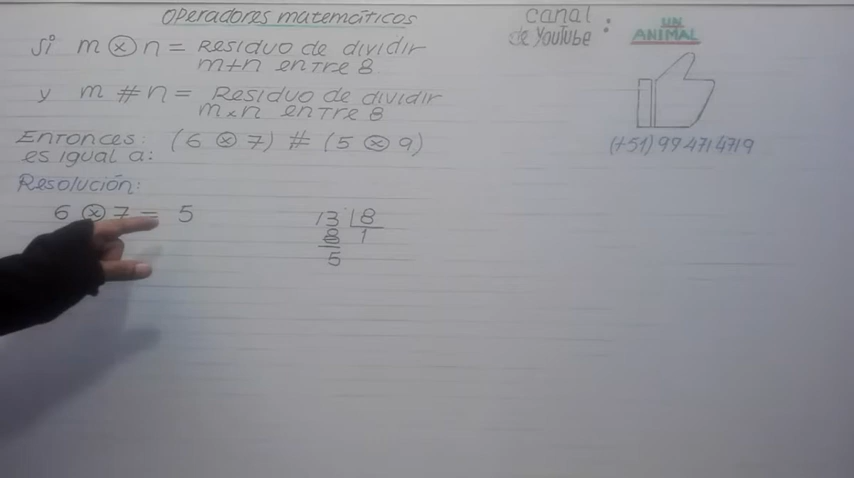 Operadores matemáticos
Si m ⊗ n = Residuo de dividir
m+n entre 8.
y m # n = Residuo de dividir
m×n entre 8
Entonces: (6 ⊗ 7) # (5 ⊗ 9)
es igual a:
Resolución:
6 ⊗ 7 = 5
13 8
8 1
5
canal
de YouTube :
UN
ANIMAL
(+51) 994714719